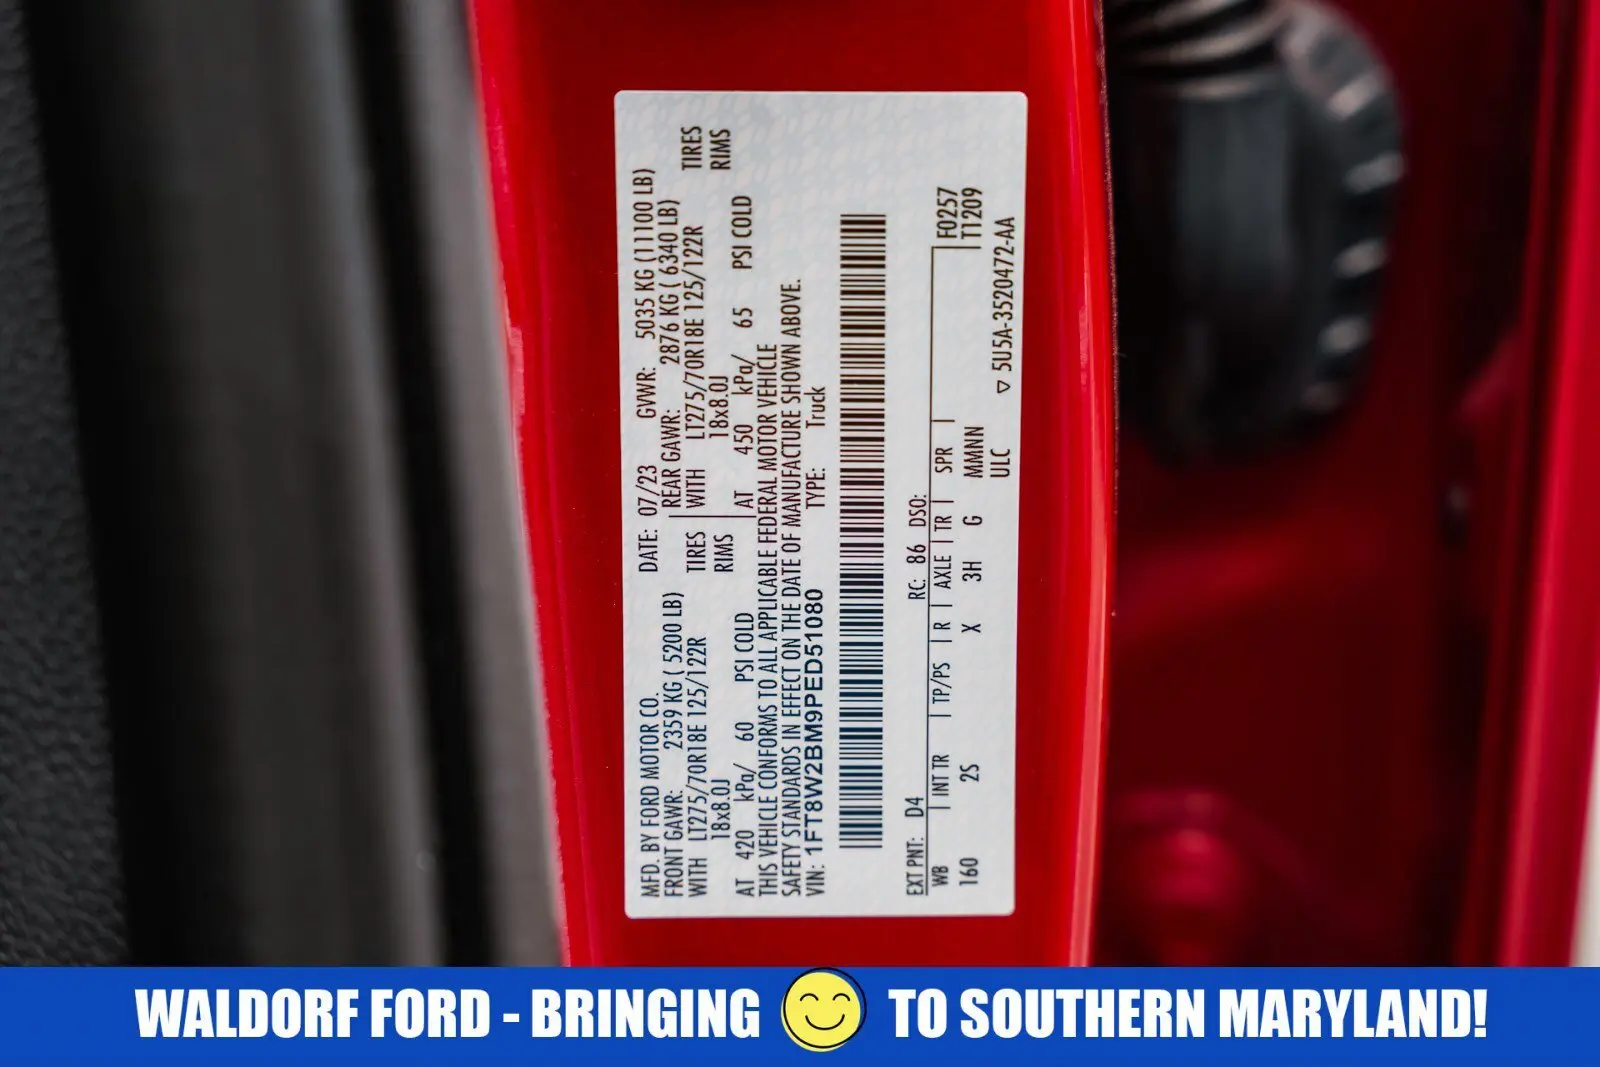 MFD. BY FORD MOTOR CO.
DATE: 07/23 GVWR: 5035 KG (11100 LB)
FRONT GAWR: 2359 KG ( 5200 LB)
REAR GAWR: 2876 KG ( 6340 LB)
WITH LT275/70R18E 125/122R TIRES
WITH LT275/70R18E 125/122R TIRES
18x8.0J RIMS
18x8.0J RIMS
AT 420 kPa/ 60 PSI COLD
AT 450 kPa/ 65 PSI COLD
THIS VEHICLE CONFORMS TO ALL APPLICABLE FEDERAL MOTOR VEHICLE
SAFETY STANDARDS IN EFFECT ON THE DATE OF MANUFACTURE SHOWN ABOVE.
VIN: 1FT8W2BM9PED51080 TYPE: Truck
EXT PNT: D4 RC: 86 DSO:
WB | INT TR | TP/PS | R | AXLE | TR | SPR | F0257
160 2S X 3H G MMNN T1209
ULC ▽ 5U5A-3520472-AA
WALDORF FORD - BRINGING TO SOUTHERN MARYLAND!